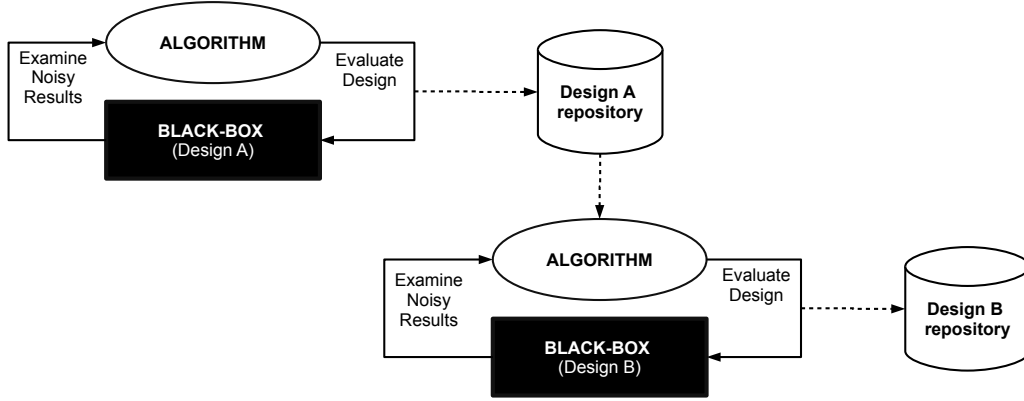 ALGORITHM
Examine
Noisy
Results
Evaluate
Design
BLACK-BOX
(Design A)
Design A
repository
ALGORITHM
Examine
Noisy
Results
Evaluate
Design
BLACK-BOX
(Design B)
Design B
repository